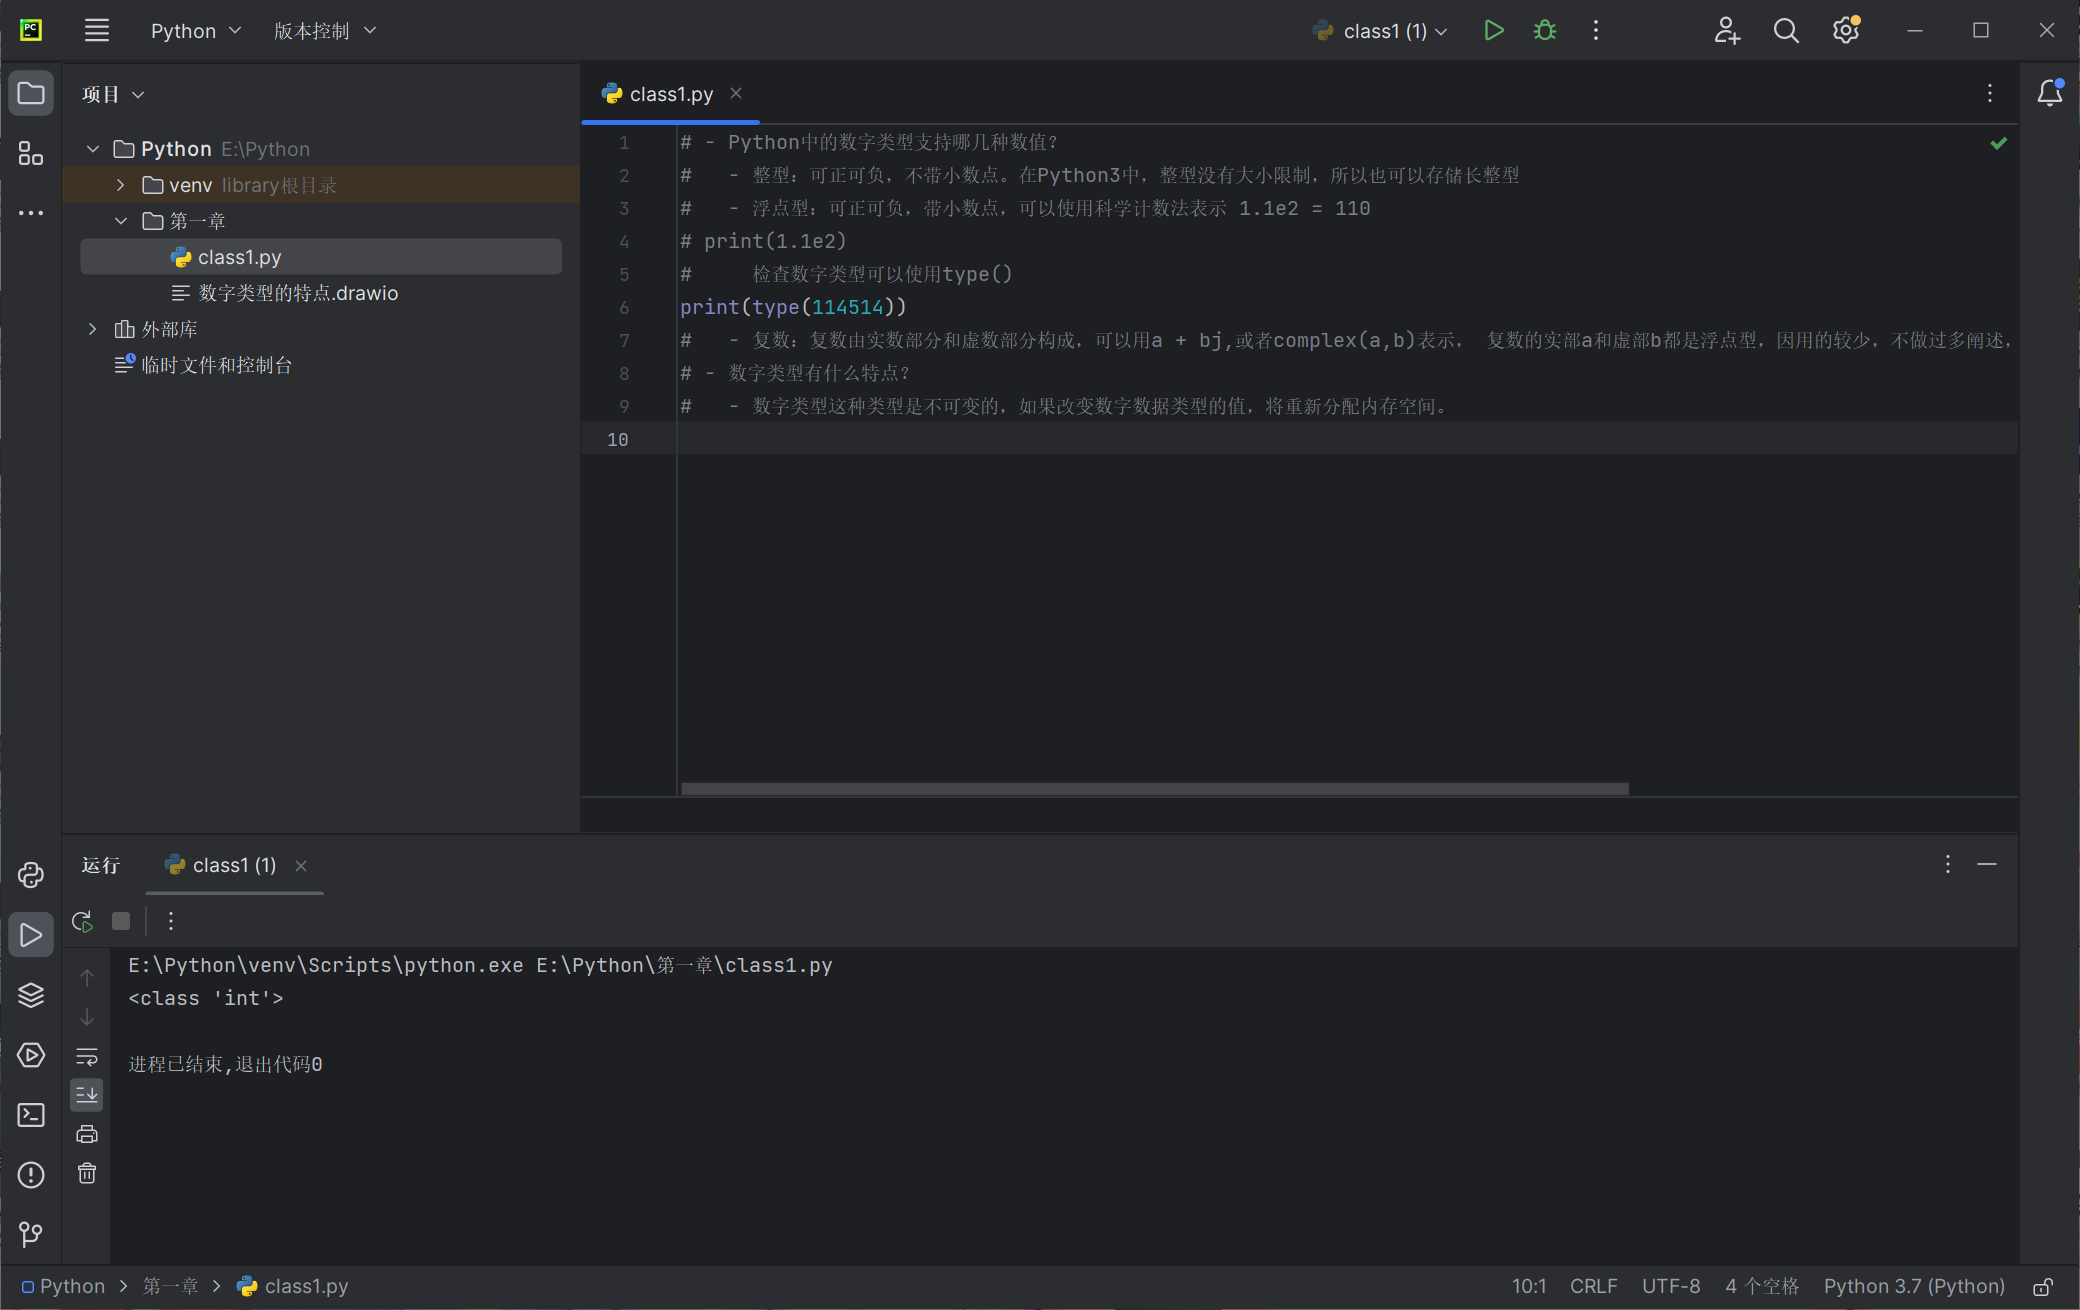 PC
Python
版本控制
class1 (1)
项目
Python E:\Python
venv library根目录
第一章
class1.py
数字类型的特点.drawio
外部库
临时文件和控制台
class1.py
1 # - Python中的数字类型支持哪几种数值?
2 #   - 整型: 可正可负, 不带小数点。在Python3中, 整型没有大小限制, 所以也可以存储长整型
3 #   - 浮点型: 可正可负, 带小数点, 可以使用科学计数法表示 1.1e2 = 110
4 # print(1.1e2)
5 #     检查数字类型可以使用type()
6 print(type(114514))
7 #   - 复数: 复数由实数部分和虚数部分构成, 可以用a + bj,或者complex(a,b)表示,  复数的实部a和虚部b都是浮点型, 因用的较少, 不做过多阐述,
8 # - 数字类型有什么特点?
9 #   - 数字类型这种类型是不可变的, 如果改变数字数据类型的值, 将重新分配内存空间。
10
运行
class1 (1)
E:\Python\venv\Scripts\python.exe E:\Python\第一章\class1.py
<class 'int'>
进程已结束,退出代码0
Python > 第一章 > class1.py
10:1 CRLF UTF-8 4 个空格 Python 3.7 (Python)